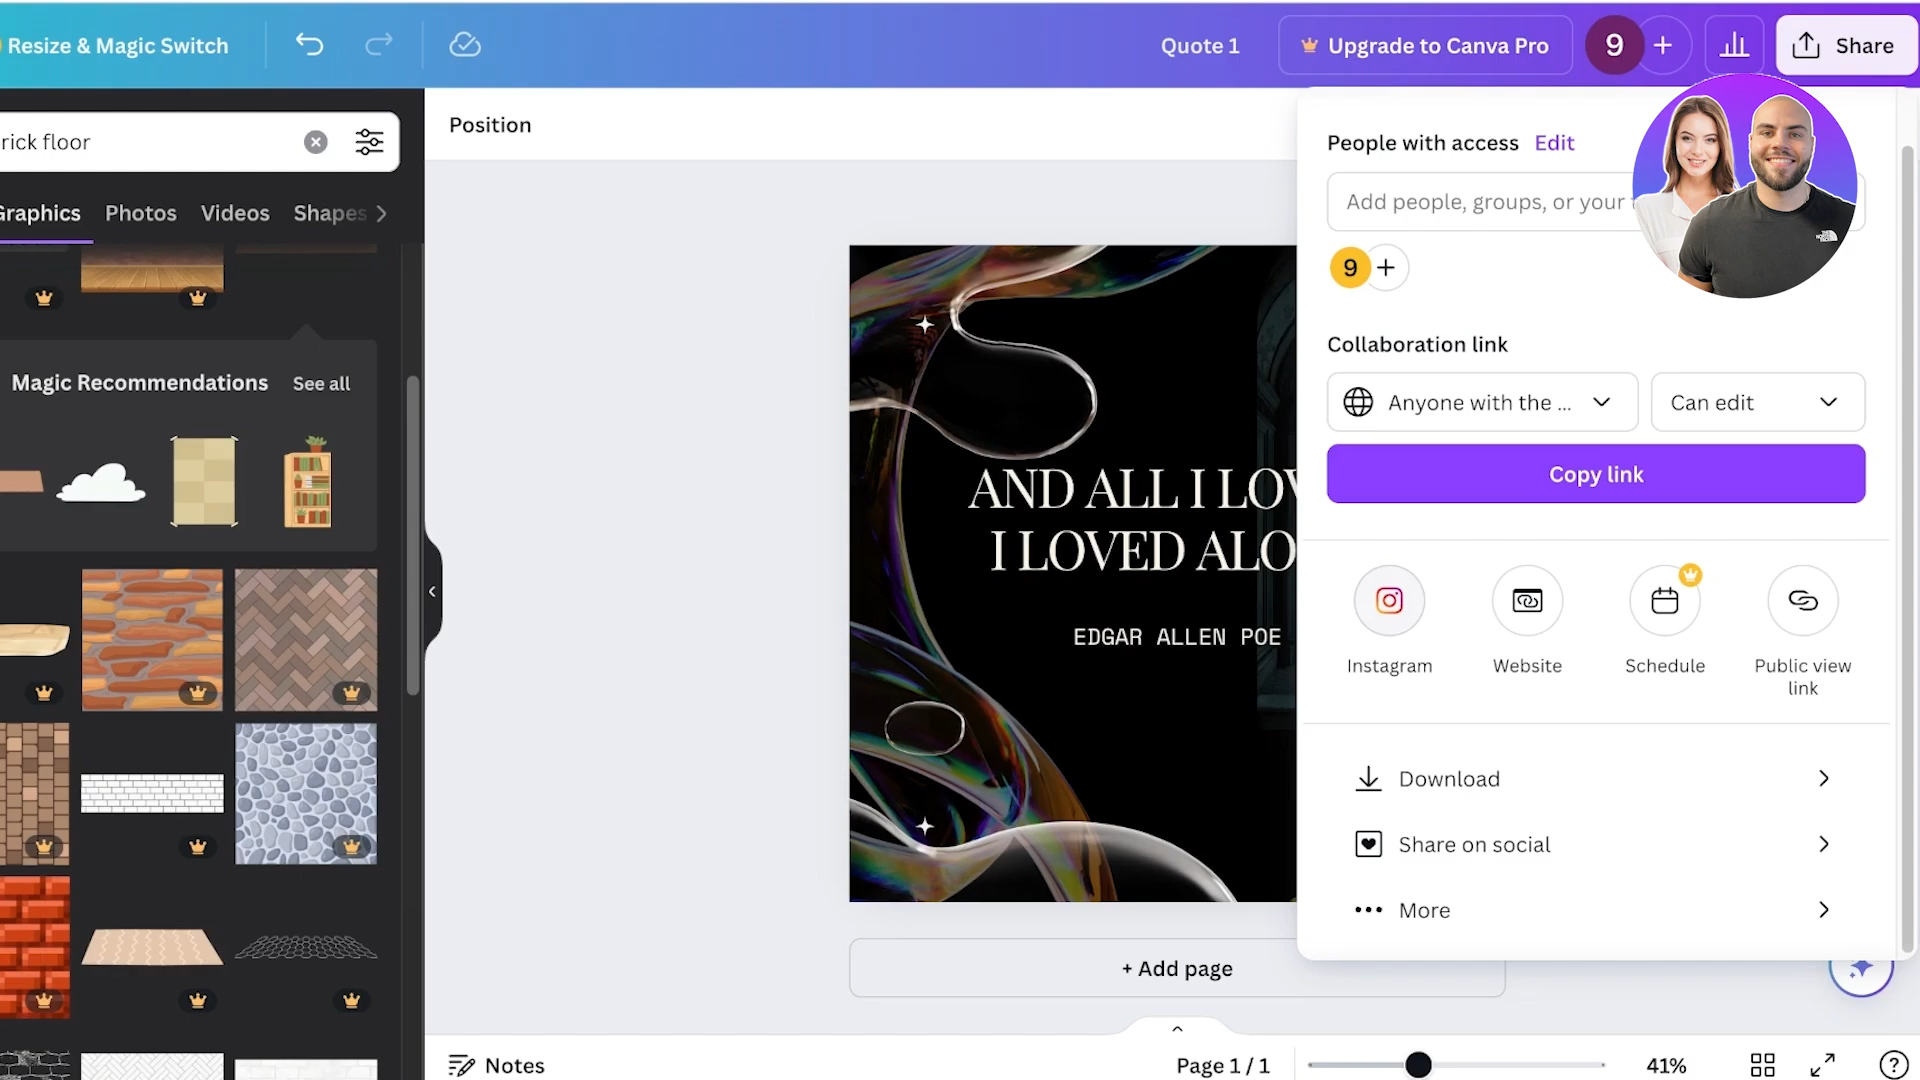 Resize & Magic Switch
Quote 1
Upgrade to Canva Pro
9
Share
rick floor
Position
Graphics
Photos
Videos
Shapes
Magic Recommendations
See all
AND ALL I LOV
I LOVED ALO
EDGAR ALLEN POE
+ Add page
Notes
Page 1 / 1
41%
People with access
Edit
Add people, groups, or your
9
Collaboration link
Anyone with the ...
Can edit
Copy link
Instagram
Website
Schedule
Public view
link
Download
Share on social
More